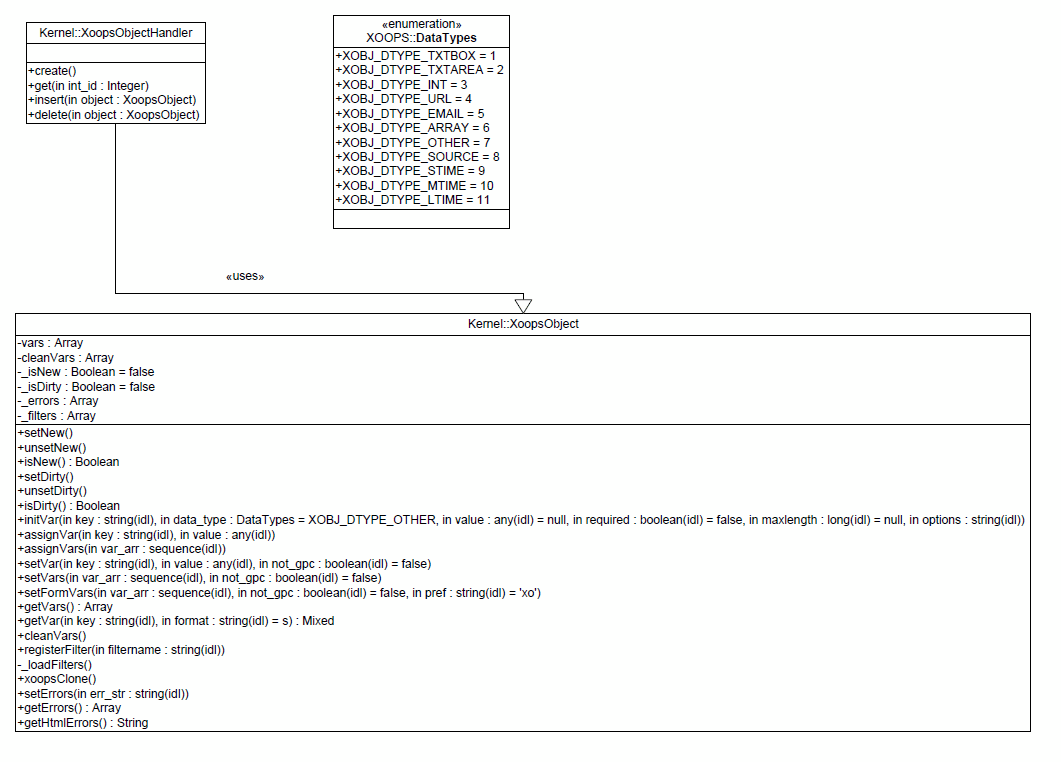 Kernel::XoopsObjectHandler
+create()
+get(in int_id : Integer)
+insert(in object : XoopsObject)
+delete(in object : XoopsObject)
«enumeration»
XOOPS::DataTypes
+XOBJ_DTYPE_TXTBOX = 1
+XOBJ_DTYPE_TXTAREA = 2
+XOBJ_DTYPE_INT = 3
+XOBJ_DTYPE_URL = 4
+XOBJ_DTYPE_EMAIL = 5
+XOBJ_DTYPE_ARRAY = 6
+XOBJ_DTYPE_OTHER = 7
+XOBJ_DTYPE_SOURCE = 8
+XOBJ_DTYPE_STIME = 9
+XOBJ_DTYPE_MTIME = 10
+XOBJ_DTYPE_LTIME = 11
«uses»
Kernel::XoopsObject
-vars : Array
-cleanVars : Array
-_isNew : Boolean = false
-_isDirty : Boolean = false
-_errors : Array
-_filters : Array
+setNew()
+unsetNew()
+isNew() : Boolean
+setDirty()
+unsetDirty()
+isDirty() : Boolean
+initVar(in key : string(idl), in data_type : DataTypes = XOBJ_DTYPE_OTHER, in value : any(idl) = null, in required : boolean(idl) = false, in maxlength : long(idl) = null, in options : string(idl))
+assignVar(in key : string(idl), in value : any(idl))
+assignVars(in var_arr : sequence(idl))
+setVar(in key : string(idl), in value : any(idl), in not_gpc : boolean(idl) = false)
+setVars(in var_arr : sequence(idl), in not_gpc : boolean(idl) = false)
+setFormVars(in var_arr : sequence(idl), in not_gpc : boolean(idl) = false, in pref : string(idl) = 'xo')
+getVars() : Array
+getVar(in key : string(idl), in format : string(idl) = s) : Mixed
+cleanVars()
+registerFilter(in filtername : string(idl))
-_loadFilters()
+xoopsClone()
+setErrors(in err_str : string(idl))
+getErrors() : Array
+getHtmlErrors() : String